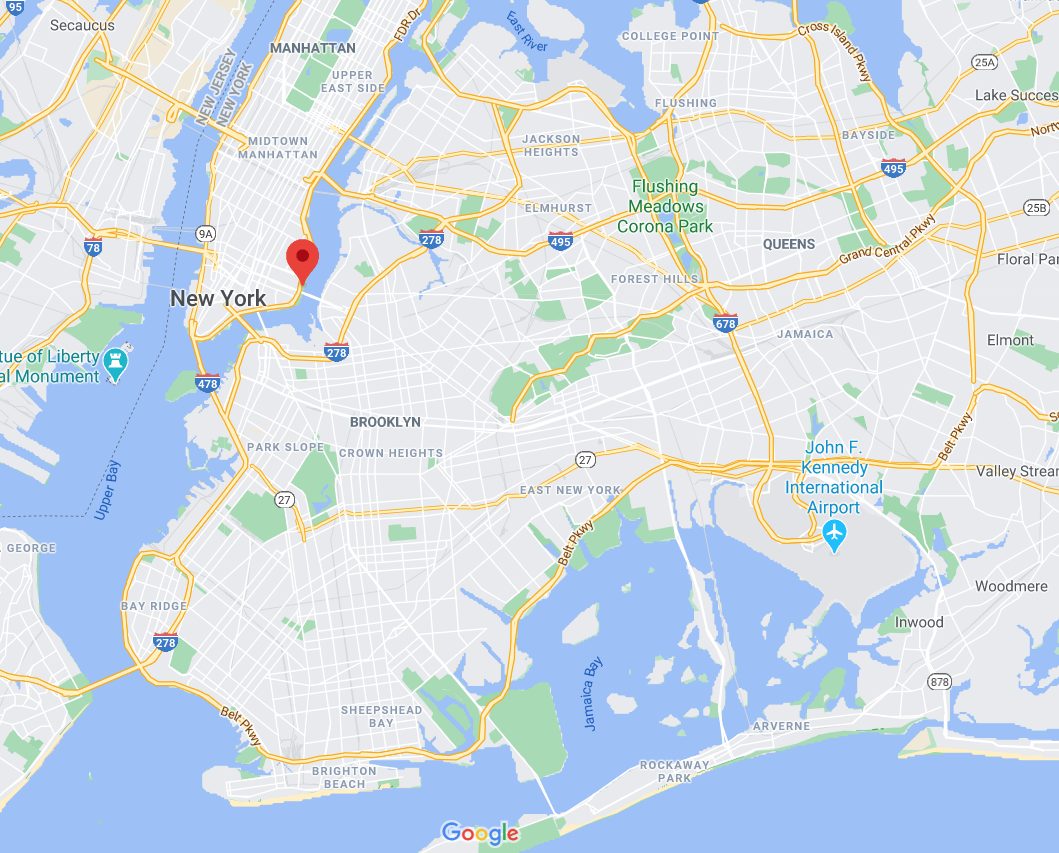 95
Secaucus
MANHATTAN
FDR Dr
East River
COLLEGE POINT
Cross Island Pkwy
25A
UPPER
EAST SIDE
NEW JERSEY
NEW YORK
FLUSHING
Lake Succes
BAYSIDE
North
MIDTOWN
MANHATTAN
JACKSON
HEIGHTS
495
Flushing
Meadows
Corona Park
ELMHURST
25B
9A
78
278
495
QUEENS
Grand Central Pkwy
Floral Par
FOREST HILLS
New York
678
JAMAICA
Elmont
278
tue of Liberty
al Monument
478
BROOKLYN
Belt Pkwy
PARK SLOPE
CROWN HEIGHTS
27
John F.
Kennedy
International
Airport
Valley Strear
Upper Bay
27
EAST NEW YORK
Belt Pkwy
. GEORGE
Woodmere
BAY RIDGE
Inwood
278
Jamaica Bay
878
Belt Pkwy
SHEEPSHEAD
BAY
ARVERNE
BRIGHTON
BEACH
ROCKAWAY
PARK
Google